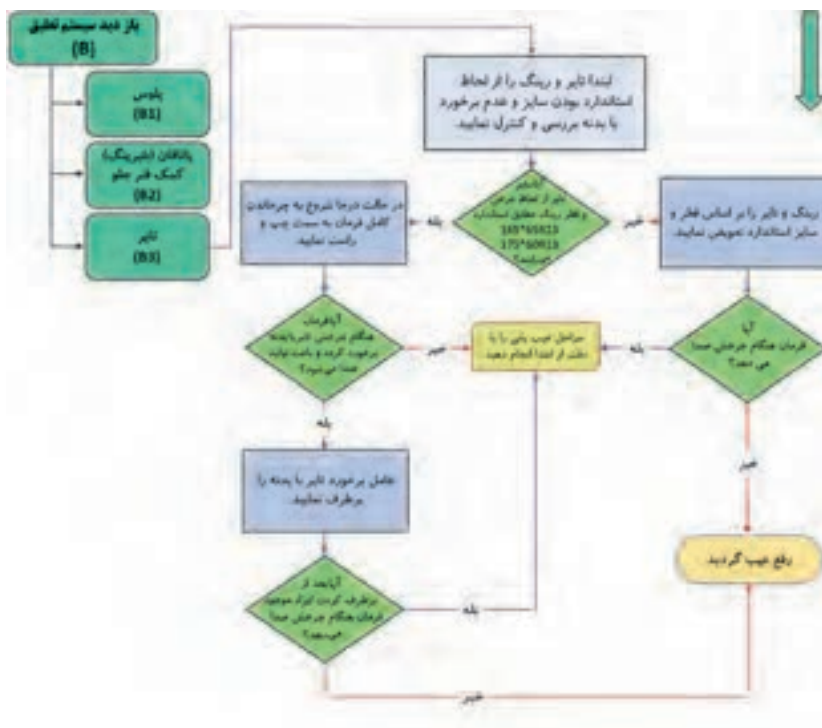 باز دید سیستم تعلیق
(B)
پلوس
(B1)
یاتاقان (بلبرینگ)
کمک فنر جلو
(B2)
تایر
(B3)
ابتدا تایر و رینگ را از لحاظ
استاندارد بودن سایز و عدم برخورد
با بدنه بررسی و کنترل نمایید.
تایر از لحاظ عرض
و قطر رینگ مطابق استاندارد
165*65R13
175*60R13
می‌باشد؟
بله
خیر
در حالت درجا شروع به چرخاندن
کامل فرمان به سمت چپ و
راست نمایید.
رینگ و تایر را بر اساس قطر و
سایز استاندارد تعویض نمایید.
آیا فرمان
هنگام چرخش تایر با بدنه
برخورد کرده و باعث تولید
صدا می‌شود؟
خیر
مراحل عیب یابی را با
دقت از ابتدا انجام دهید
بله
آیا
فرمان هنگام چرخش صدا
می دهد؟
بله
خیر
عامل برخورد تایر با بدنه را
برطرف نمایید.
رفع عیب گردید
آیا بعد از
برطرف کردن ایراد موجود
فرمان هنگام چرخش صدا
می‌دهد؟
بله
خیر